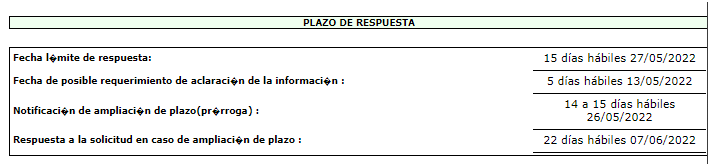 PLAZO DE RESPUESTA
Fecha l�mite de respuesta: 15 días hábiles 27/05/2022
Fecha de posible requerimiento de aclaraci�n de la informaci�n : 5 días hábiles 13/05/2022
Notificaci�n de ampliaci�n de plazo(pr�rroga) : 14 a 15 días hábiles
26/05/2022
Respuesta a la solicitud en caso de ampliaci�n de plazo : 22 días hábiles 07/06/2022